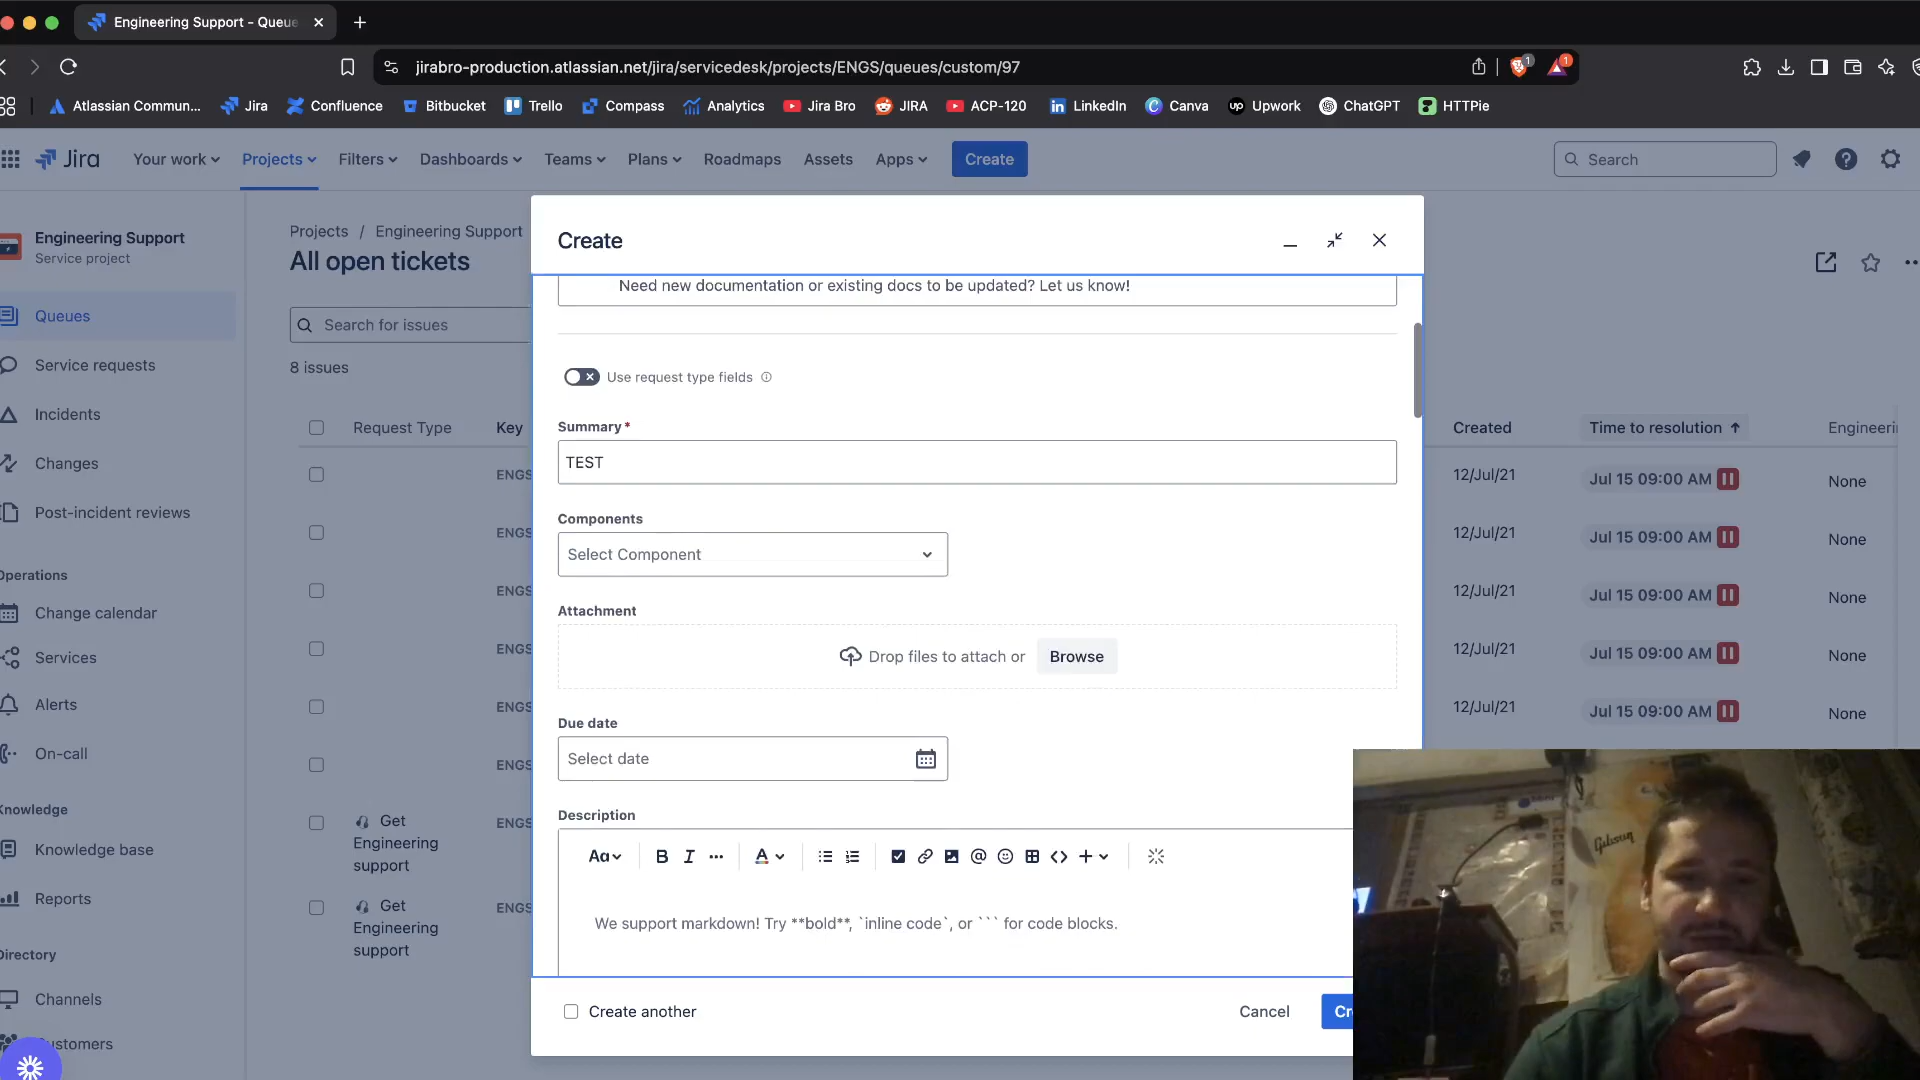 Engineering Support - Queue
jirabro-production.atlassian.net/jira/servicedesk/projects/ENGS/queues/custom/97
1
1
Atlassian Commun...
Jira
Confluence
Bitbucket
Trello
Compass
Analytics
Jira Bro
JIRA
ACP-120
LinkedIn
Canva
Upwork
ChatGPT
HTTPie
Jira
Your work
Projects
Filters
Dashboards
Teams
Plans
Roadmaps
Assets
Apps
Create
Search
Engineering Support
Service project
Queues
Service requests
Incidents
Changes
Post-incident reviews
Operations
Change calendar
Services
Alerts
On-call
Knowledge
Knowledge base
Reports
Directory
Channels
Customers
Projects / Engineering Support
All open tickets
Search for issues
8 issues
Request Type
Key
Created
Time to resolution
Engineeri
ENGS
12/Jul/21
Jul 15 09:00 AM
None
ENGS
12/Jul/21
Jul 15 09:00 AM
None
ENGS
12/Jul/21
Jul 15 09:00 AM
None
ENGS
12/Jul/21
Jul 15 09:00 AM
None
ENGS
12/Jul/21
Jul 15 09:00 AM
None
ENGS
Get
Engineering
support
ENGS
Get
Engineering
support
ENGS
Create
Need new documentation or existing docs to be updated? Let us know!
Use request type fields
Summary *
TEST
Components
Select Component
Attachment
Drop files to attach or
Browse
Due date
Select date
Description
Aa
B
I
A
We support markdown! Try **bold**, `inline code`, or ``` for code blocks.
Create another
Cancel
Cr
Gibson